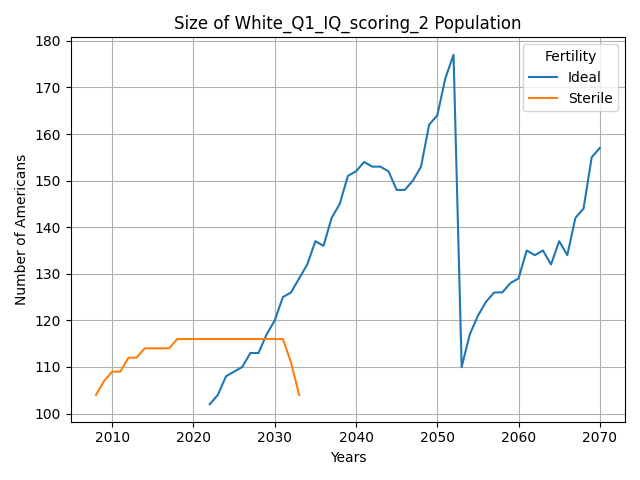 Size of White_Q1_IQ_scoring_2 Population
Number of Americans
180
170
160
150
140
130
120
110
100
Fertility
Ideal
Sterile
2010 2020 2030 2040 2050 2060 2070
Years